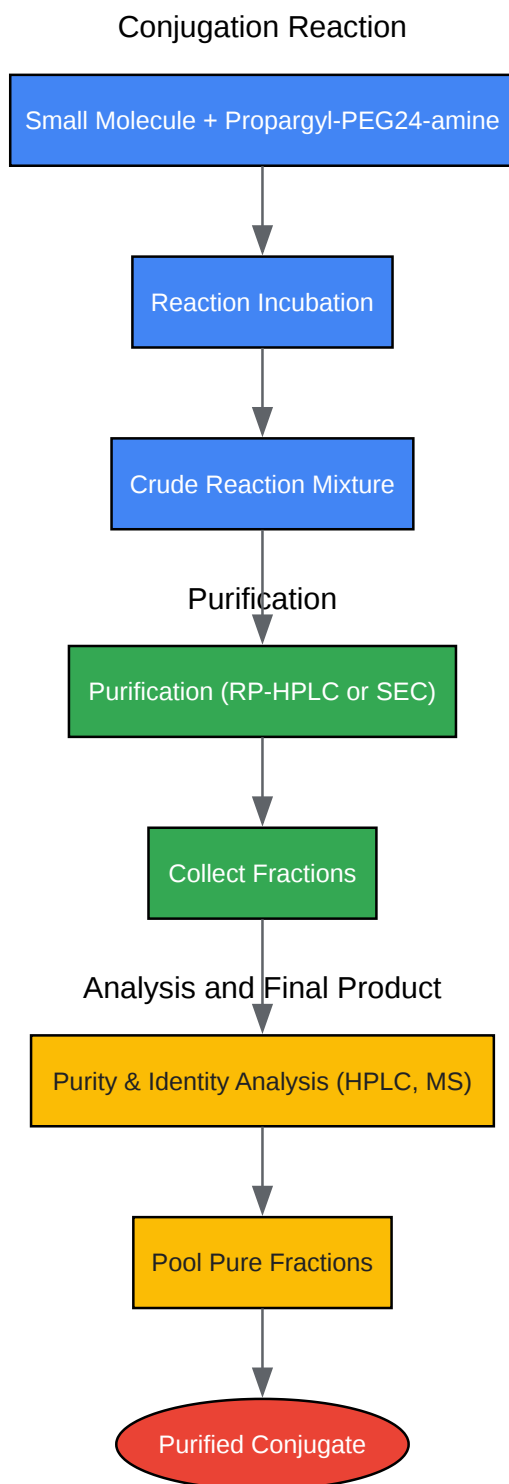 Conjugation Reaction
Small Molecule + Propargyl-PEG24-amine
Reaction Incubation
Crude Reaction Mixture
Purification
Purification (RP-HPLC or SEC)
Collect Fractions
Analysis and Final Product
Purity & Identity Analysis (HPLC, MS)
Pool Pure Fractions
Purified Conjugate